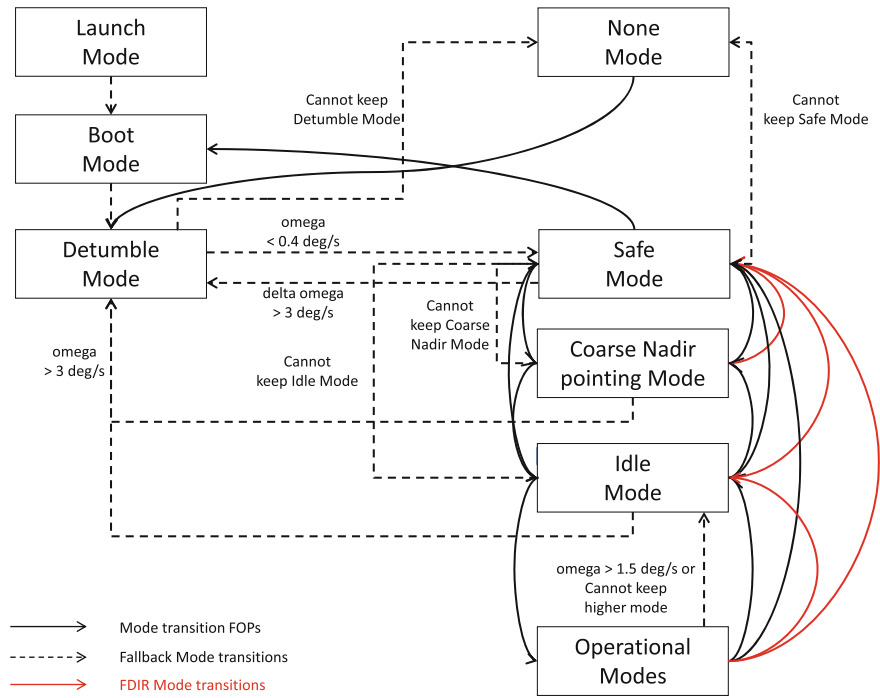 Launch
Mode
None
Mode
Cannot keep
Detumble Mode
Cannot
keep Safe Mode
Boot
Mode
omega
< 0.4 deg/s
Detumble
Mode
Safe
Mode
delta omega
> 3 deg/s
Cannot
keep Coarse
Nadir Mode
omega
> 3 deg/s
Cannot
keep Idle Mode
Coarse Nadir
pointing Mode
Idle
Mode
omega > 1.5 deg/s or
Cannot keep
higher mode
Operational
Modes
Mode transition FOPs
Fallback Mode transitions
FDIR Mode transitions